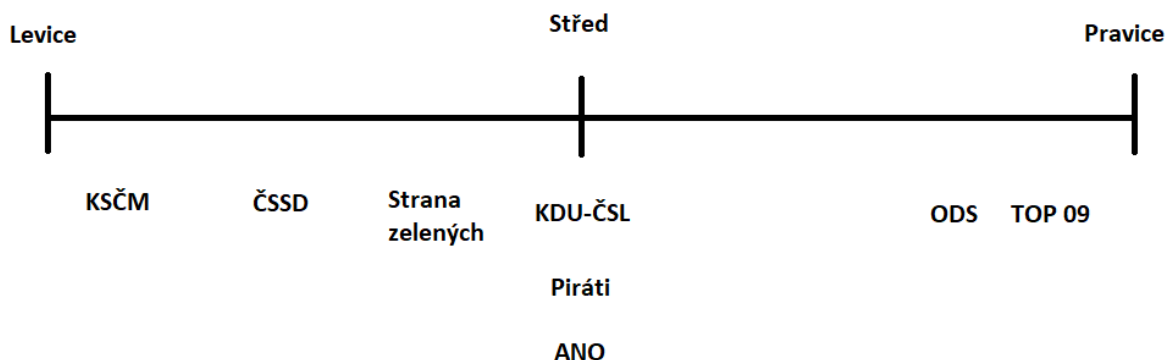 Levice
Střed
Pravice
KSČM
ČSSD
Strana
zelených
KDU-ČSL
ODS
TOP 09
Piráti
ANO